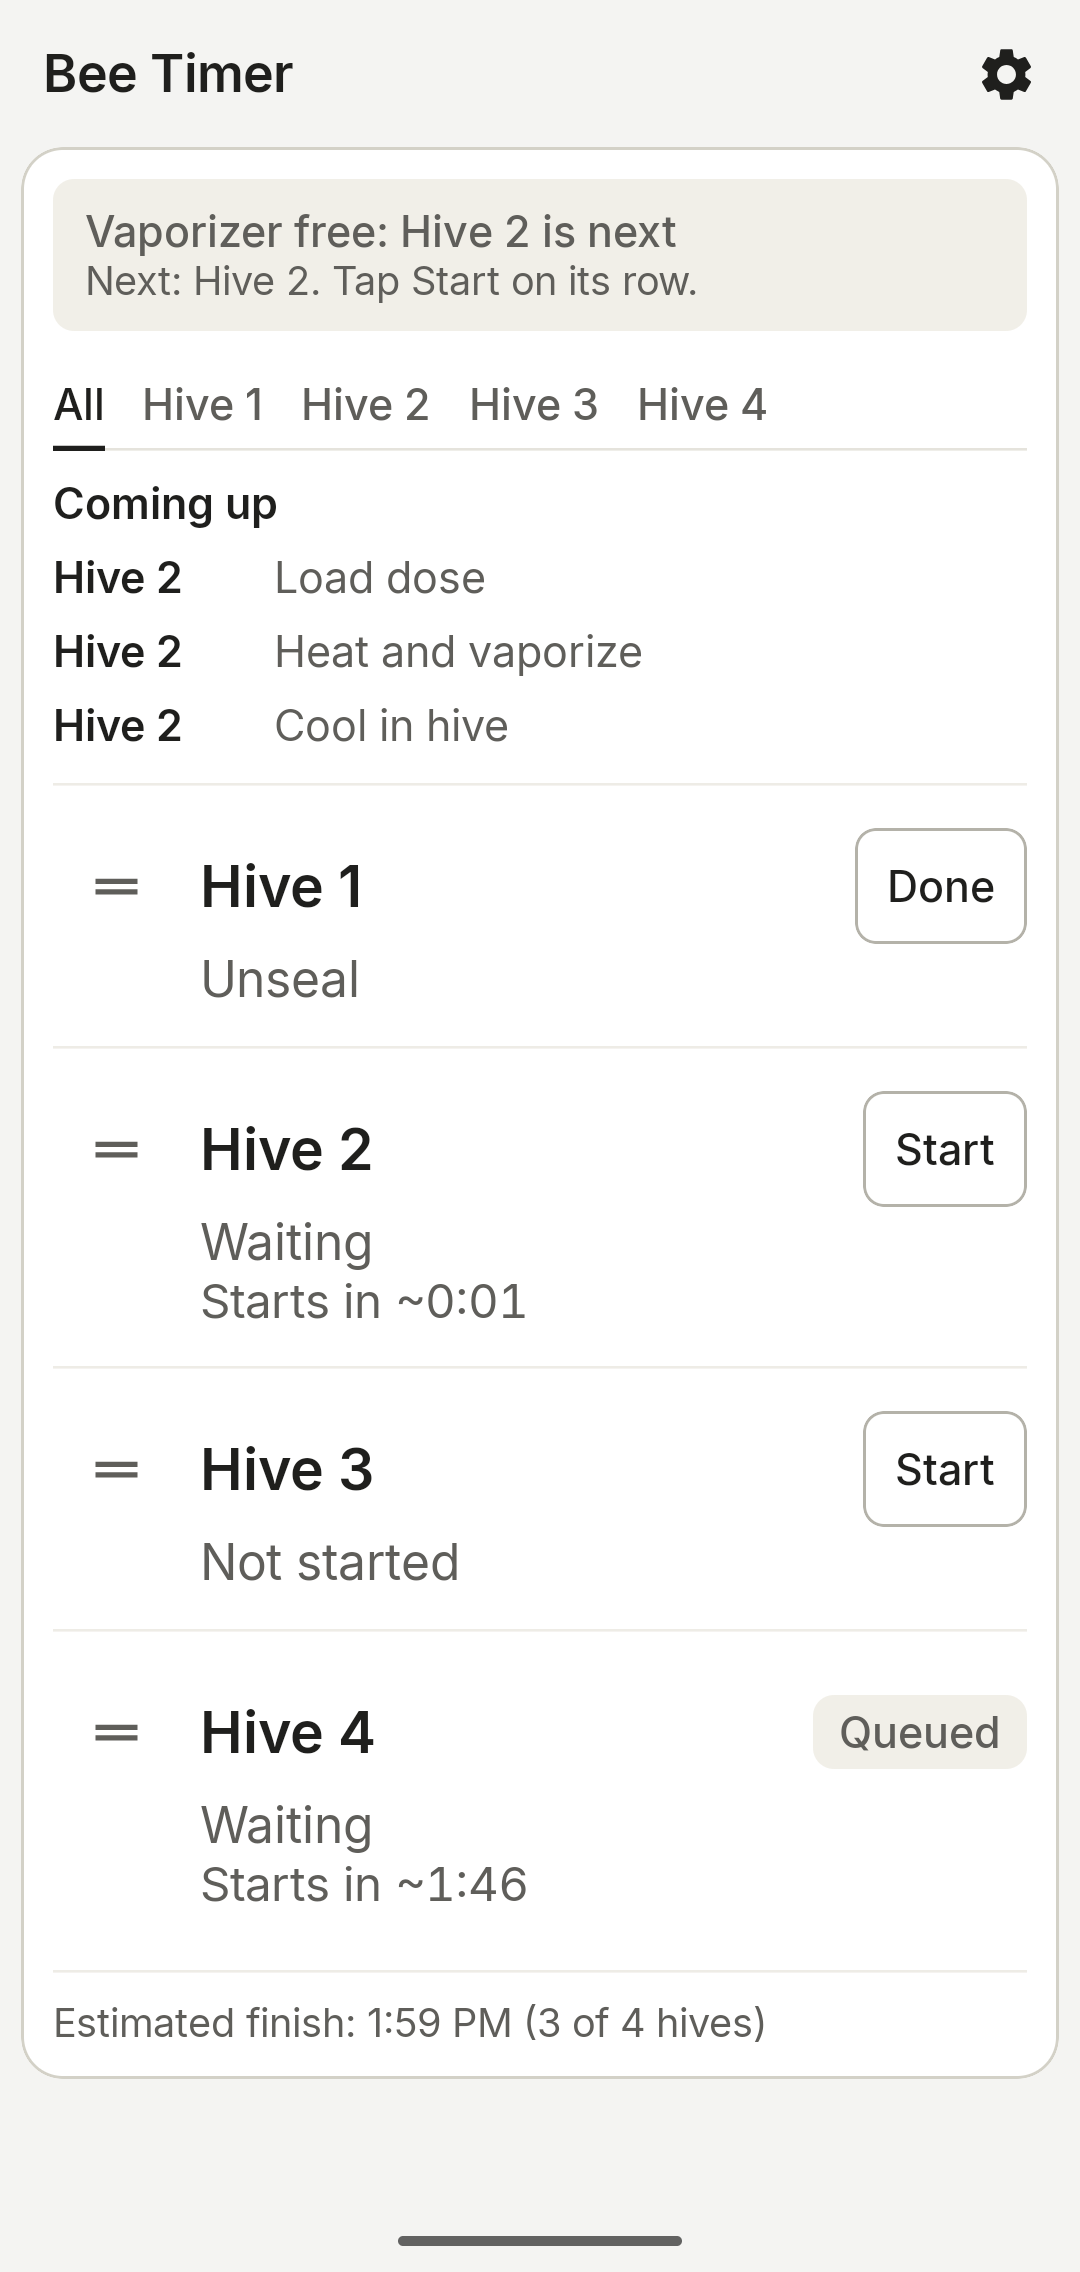 Bee Timer
Vaporizer free: Hive 2 is next
Next: Hive 2. Tap Start on its row.
All Hive 1 Hive 2 Hive 3 Hive 4
Coming up
Hive 2 Load dose
Hive 2 Heat and vaporize
Hive 2 Cool in hive
Hive 1 Done
Unseal
Hive 2 Start
Waiting
Starts in ~0:01
Hive 3 Start
Not started
Hive 4 Queued
Waiting
Starts in ~1:46
Estimated finish: 1:59 PM (3 of 4 hives)